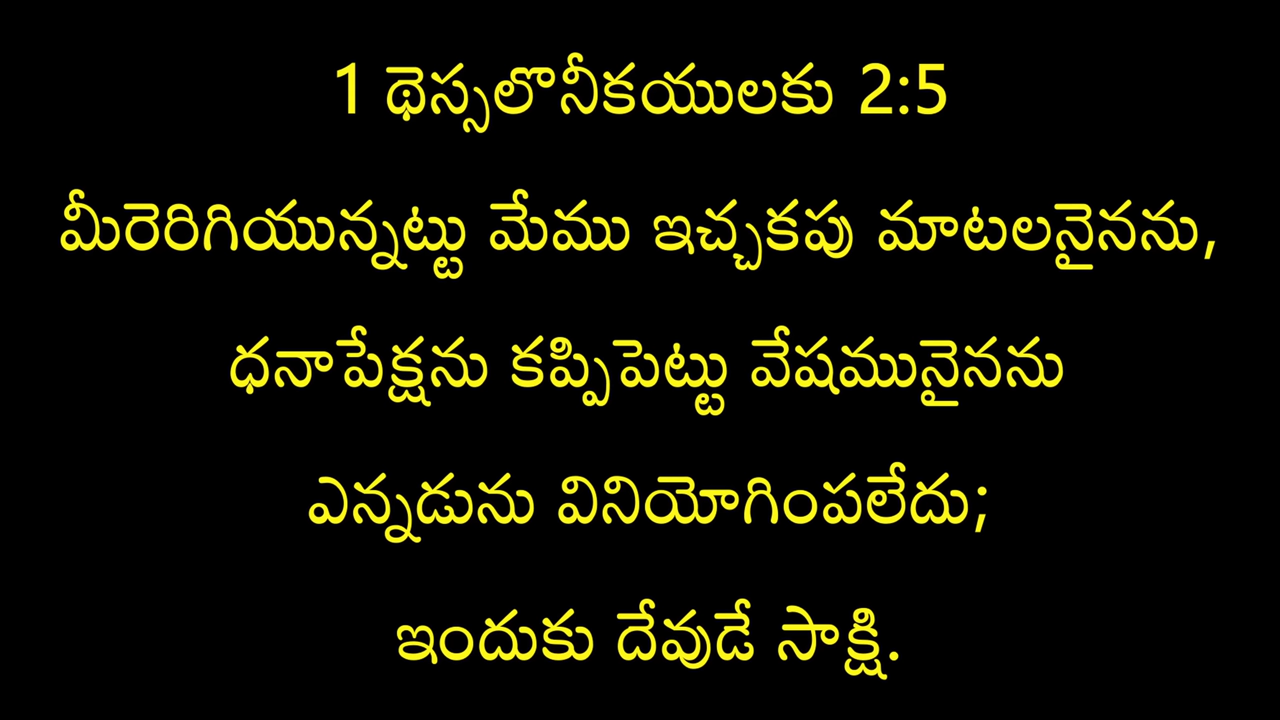 1 థెస్సలొనీకయులకు 2:5
మీరెరిగియున్నట్టు మేము ఇచ్చకపు మాటలనైనను,
ధనాపేక్షను కప్పిపెట్టు వేషమునైనను
ఎన్నడును వినియోగింపలేదు;
ఇందుకు దేవుడే సాక్షి.